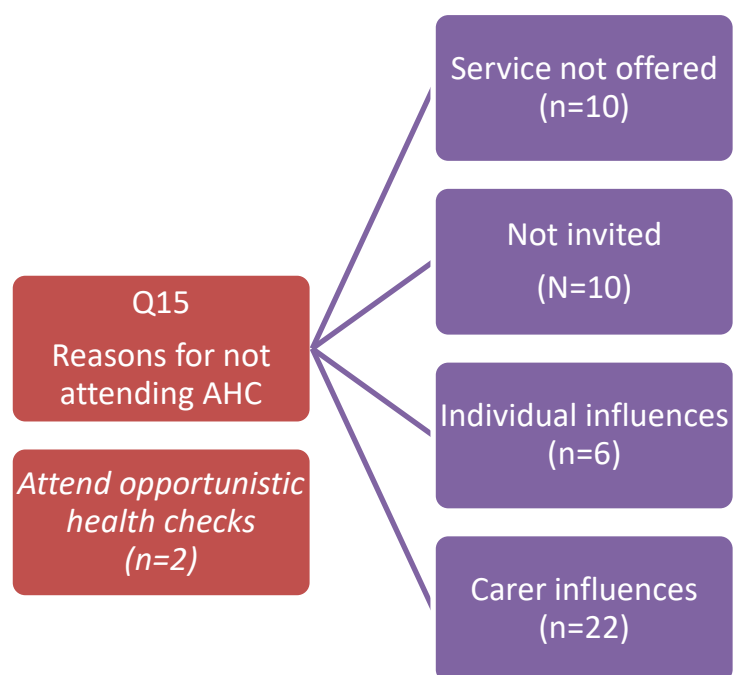 Q15
Reasons for not
attending AHC
Attend opportunistic
health checks
(n=2)
Service not offered
(n=10)
Not invited
(N=10)
Individual influences
(n=6)
Carer influences
(n=22)